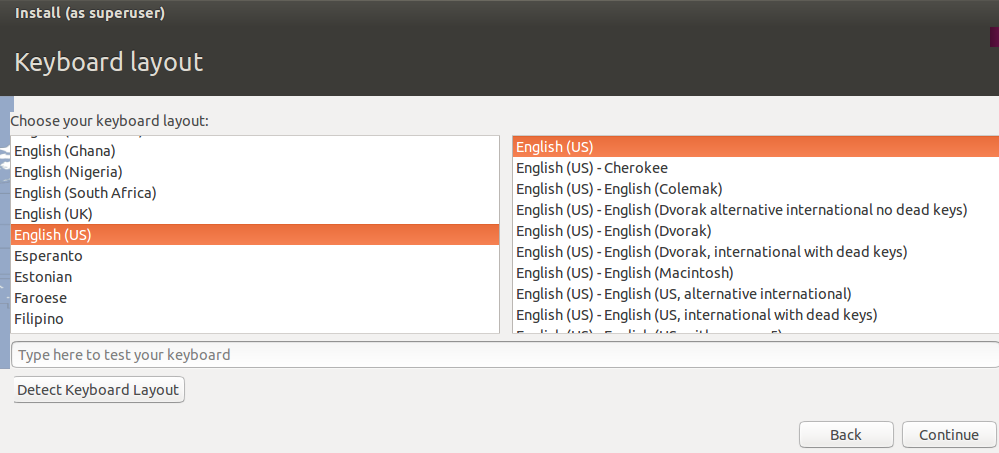 Install (as superuser)
Keyboard layout
Choose your keyboard layout:
English (Ghana)
English (Nigeria)
English (South Africa)
English (UK)
English (US)
Esperanto
Estonian
Faroese
Filipino
English (US)
English (US) - Cherokee
English (US) - English (Colemak)
English (US) - English (Dvorak alternative international no dead keys)
English (US) - English (Dvorak)
English (US) - English (Dvorak, international with dead keys)
English (US) - English (Macintosh)
English (US) - English (US, alternative international)
English (US) - English (US, international with dead keys)
Type here to test your keyboard
Detect Keyboard Layout
Back
Continue